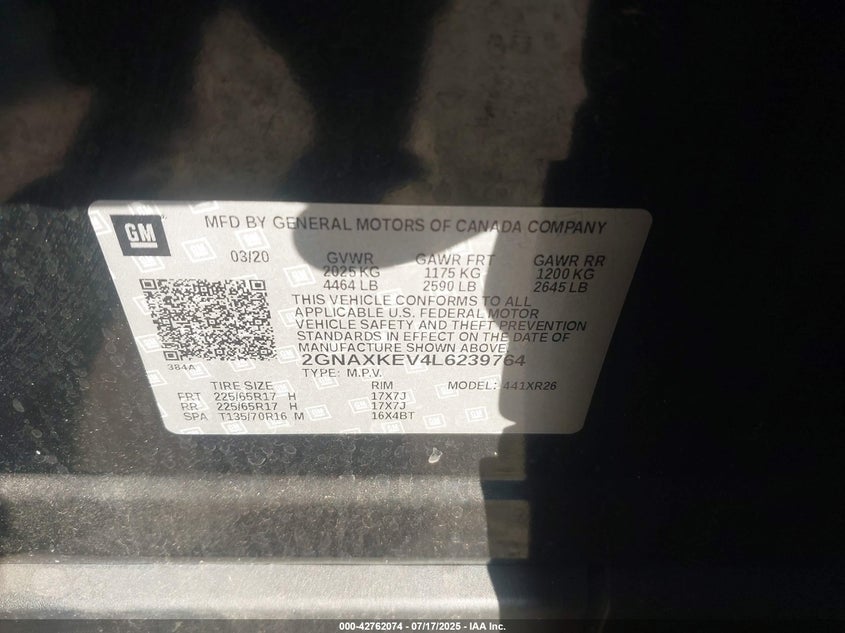 GM
MFD BY GENERAL MOTORS OF CANADA COMPANY
03/20 GVWR GAWR FRT GAWR RR
2025 KG 1175 KG 1200 KG
4464 LB 2590 LB 2645 LB
THIS VEHICLE CONFORMS TO ALL
APPLICABLE U.S. FEDERAL MOTOR
VEHICLE SAFETY AND THEFT PREVENTION
STANDARDS IN EFFECT ON THE DATE OF
MANUFACTURE SHOWN ABOVE
2GNAXKEV4L6239764
384A
TYPE: M.P.V.
TIRE SIZE RIM MODEL: 441XR26
FRT 225/65R17 H 17X7J
RR 225/65R17 H 17X7J
SPA T135/70R16 M 16X4BT
000-42762074 - 07/17/2025 - IAA Inc.